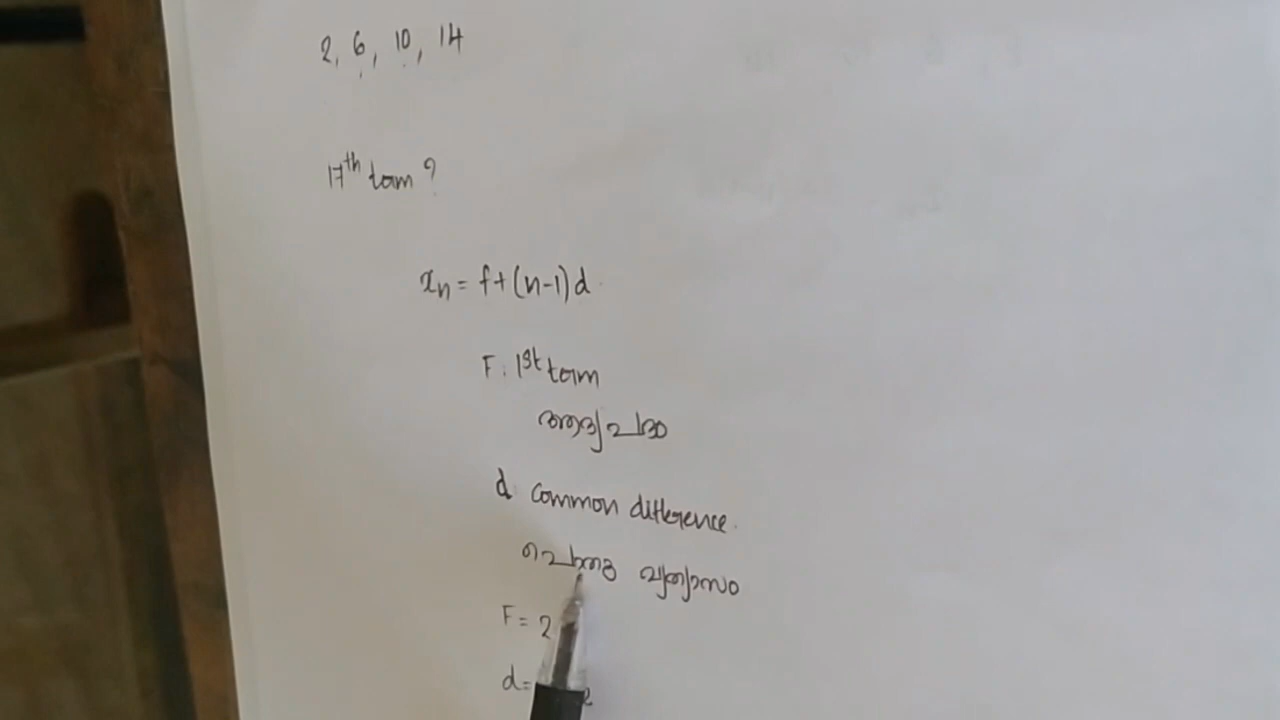 2, 6, 10, 14
17th term ?
xn = f+(n-1)d
F : 1st term
ആദ്യപദം
d common difference.
പൊതു വ്യത്യാസം
F = 2
d=